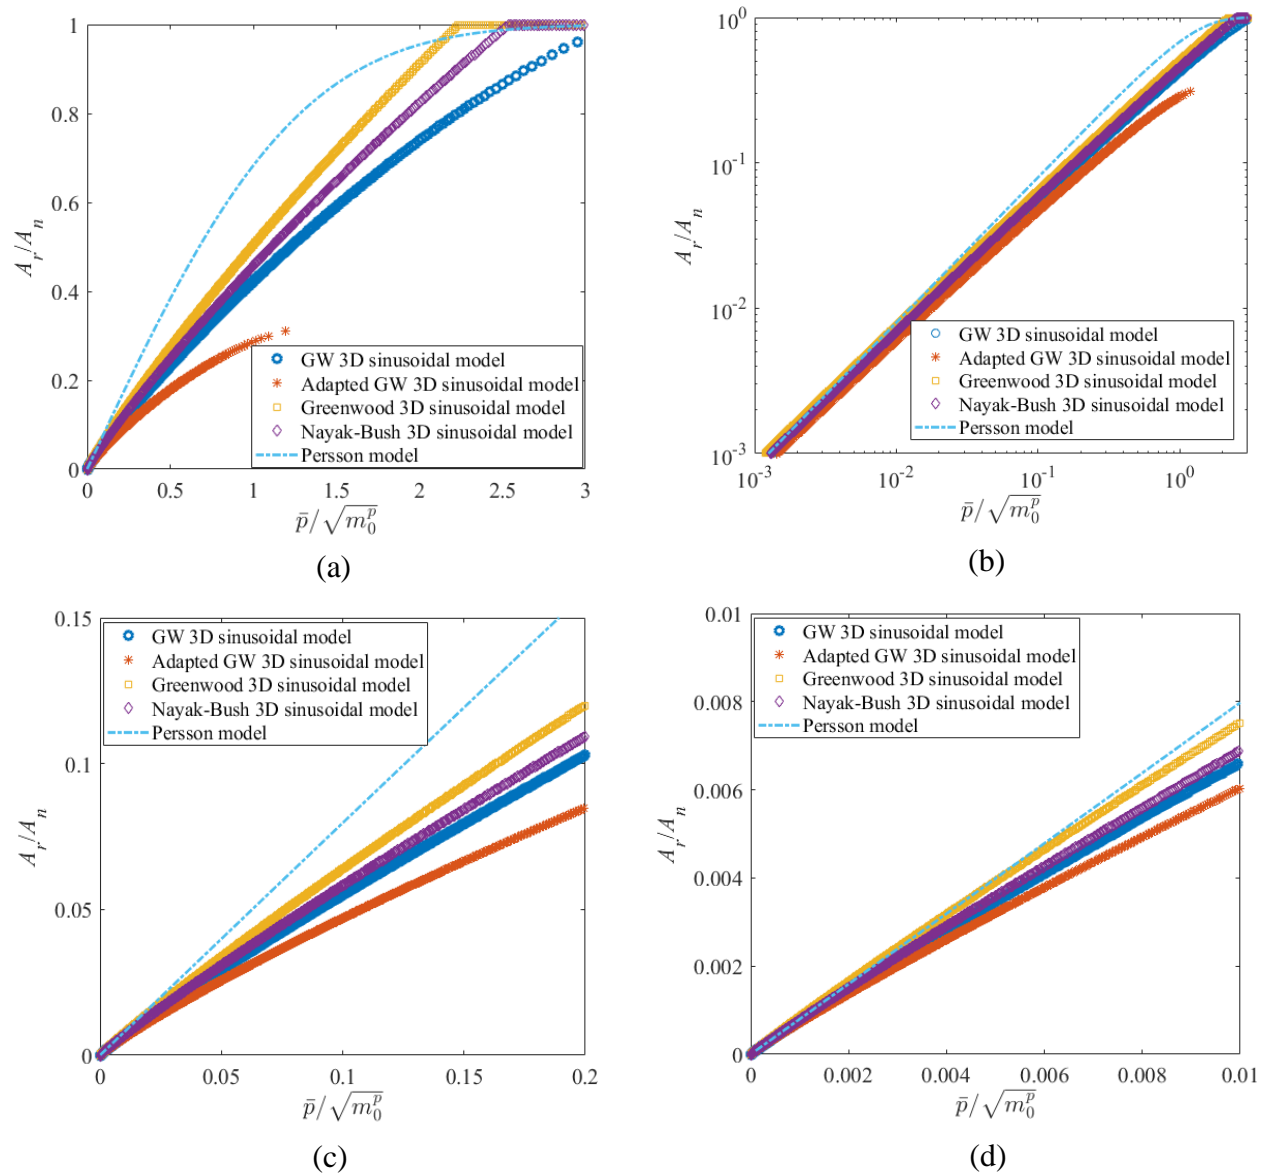 1
0.8
0.6
0.4
0.2
0
A_r/A_n
GW 3D sinusoidal model
Adapted GW 3D sinusoidal model
Greenwood 3D sinusoidal model
Nayak-Bush 3D sinusoidal model
Persson model
0 0.5 1 1.5 2 2.5 3
p̄/√m₀ᵖ
(a)
10⁰
10⁻¹
10⁻²
10⁻³
A_r/A_n
GW 3D sinusoidal model
Adapted GW 3D sinusoidal model
Greenwood 3D sinusoidal model
Nayak-Bush 3D sinusoidal model
Persson model
10⁻³ 10⁻² 10⁻¹ 10⁰
p̄/√m₀ᵖ
(b)
0.15
0.1
0.05
0
A_r/A_n
GW 3D sinusoidal model
Adapted GW 3D sinusoidal model
Greenwood 3D sinusoidal model
Nayak-Bush 3D sinusoidal model
Persson model
0 0.05 0.1 0.15 0.2
p̄/√m₀ᵖ
(c)
0.01
0.008
0.006
0.004
0.002
0
A_r/A_n
GW 3D sinusoidal model
Adapted GW 3D sinusoidal model
Greenwood 3D sinusoidal model
Nayak-Bush 3D sinusoidal model
Persson model
0 0.002 0.004 0.006 0.008 0.01
p̄/√m₀ᵖ
(d)